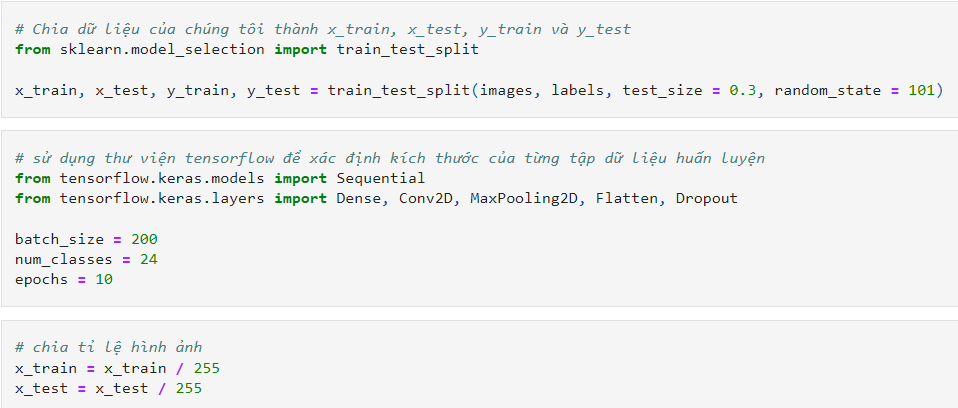 # Chia dữ liệu của chúng tôi thành x_train, x_test, y_train và y_test
from sklearn.model_selection import train_test_split
x_train, x_test, y_train, y_test = train_test_split(images, labels, test_size = 0.3, random_state = 101)
# sử dụng thư viện tensorflow để xác định kích thước của từng tập dữ liệu huấn luyện
from tensorflow.keras.models import Sequential
from tensorflow.keras.layers import Dense, Conv2D, MaxPooling2D, Flatten, Dropout
batch_size = 200
num_classes = 24
epochs = 10
# chia tỉ lệ hình ảnh
x_train = x_train / 255
x_test = x_test / 255